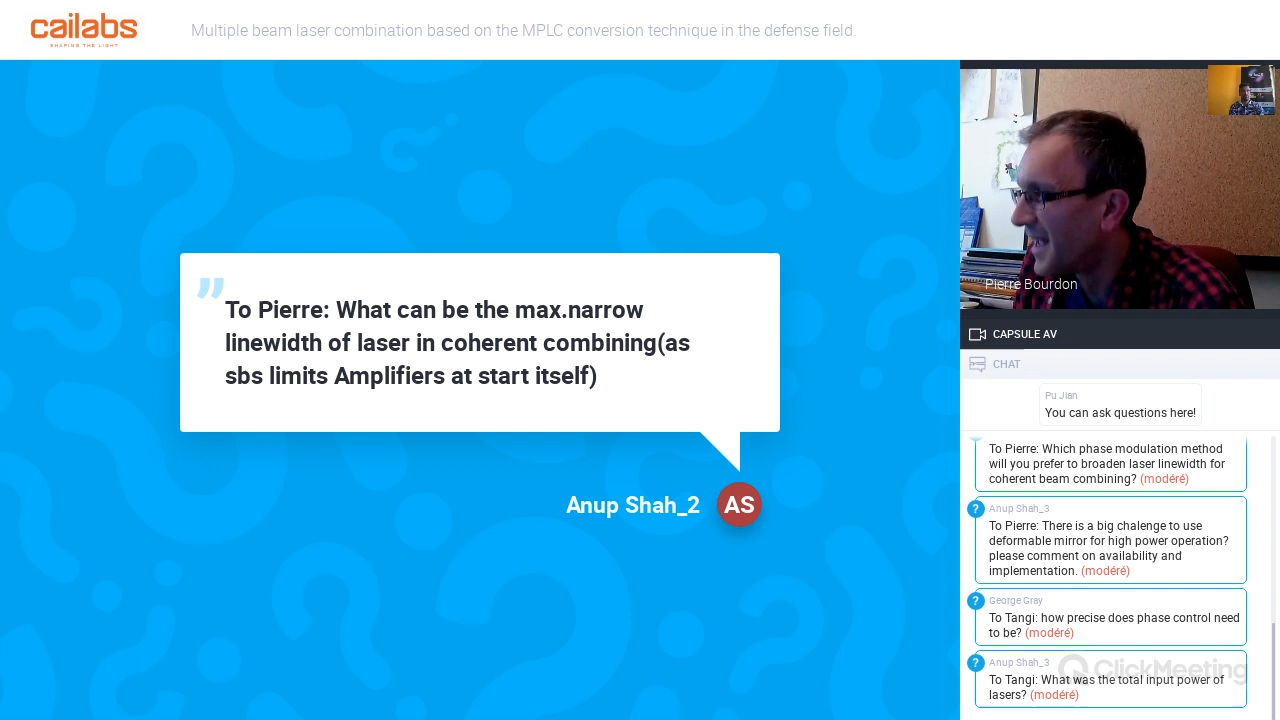 cailabs
SHAPING THE LIGHT
Multiple beam laser combination based on the MPLC conversion technique in the defense field.
To Pierre: What can be the max.narrow
linewidth of laser in coherent combining(as
sbs limits Amplifiers at start itself)
Anup Shah_2
AS
Pierre Bourdon
CAPSULE AV
CHAT
Pu Jian
You can ask questions here!
To Pierre: Which phase modulation method
will you prefer to broaden laser linewidth for
coherent beam combining? (modéré)
?
Anup Shah_3
To Pierre: There is a big chalenge to use
deformable mirror for high power operation?
please comment on availability and
implementation. (modéré)
?
George Gray
To Tangi: how precise does phase control need
to be? (modéré)
?
Anup Shah_3
To Tangi: What was the total input power of
lasers? (modéré)
ClickMeeting